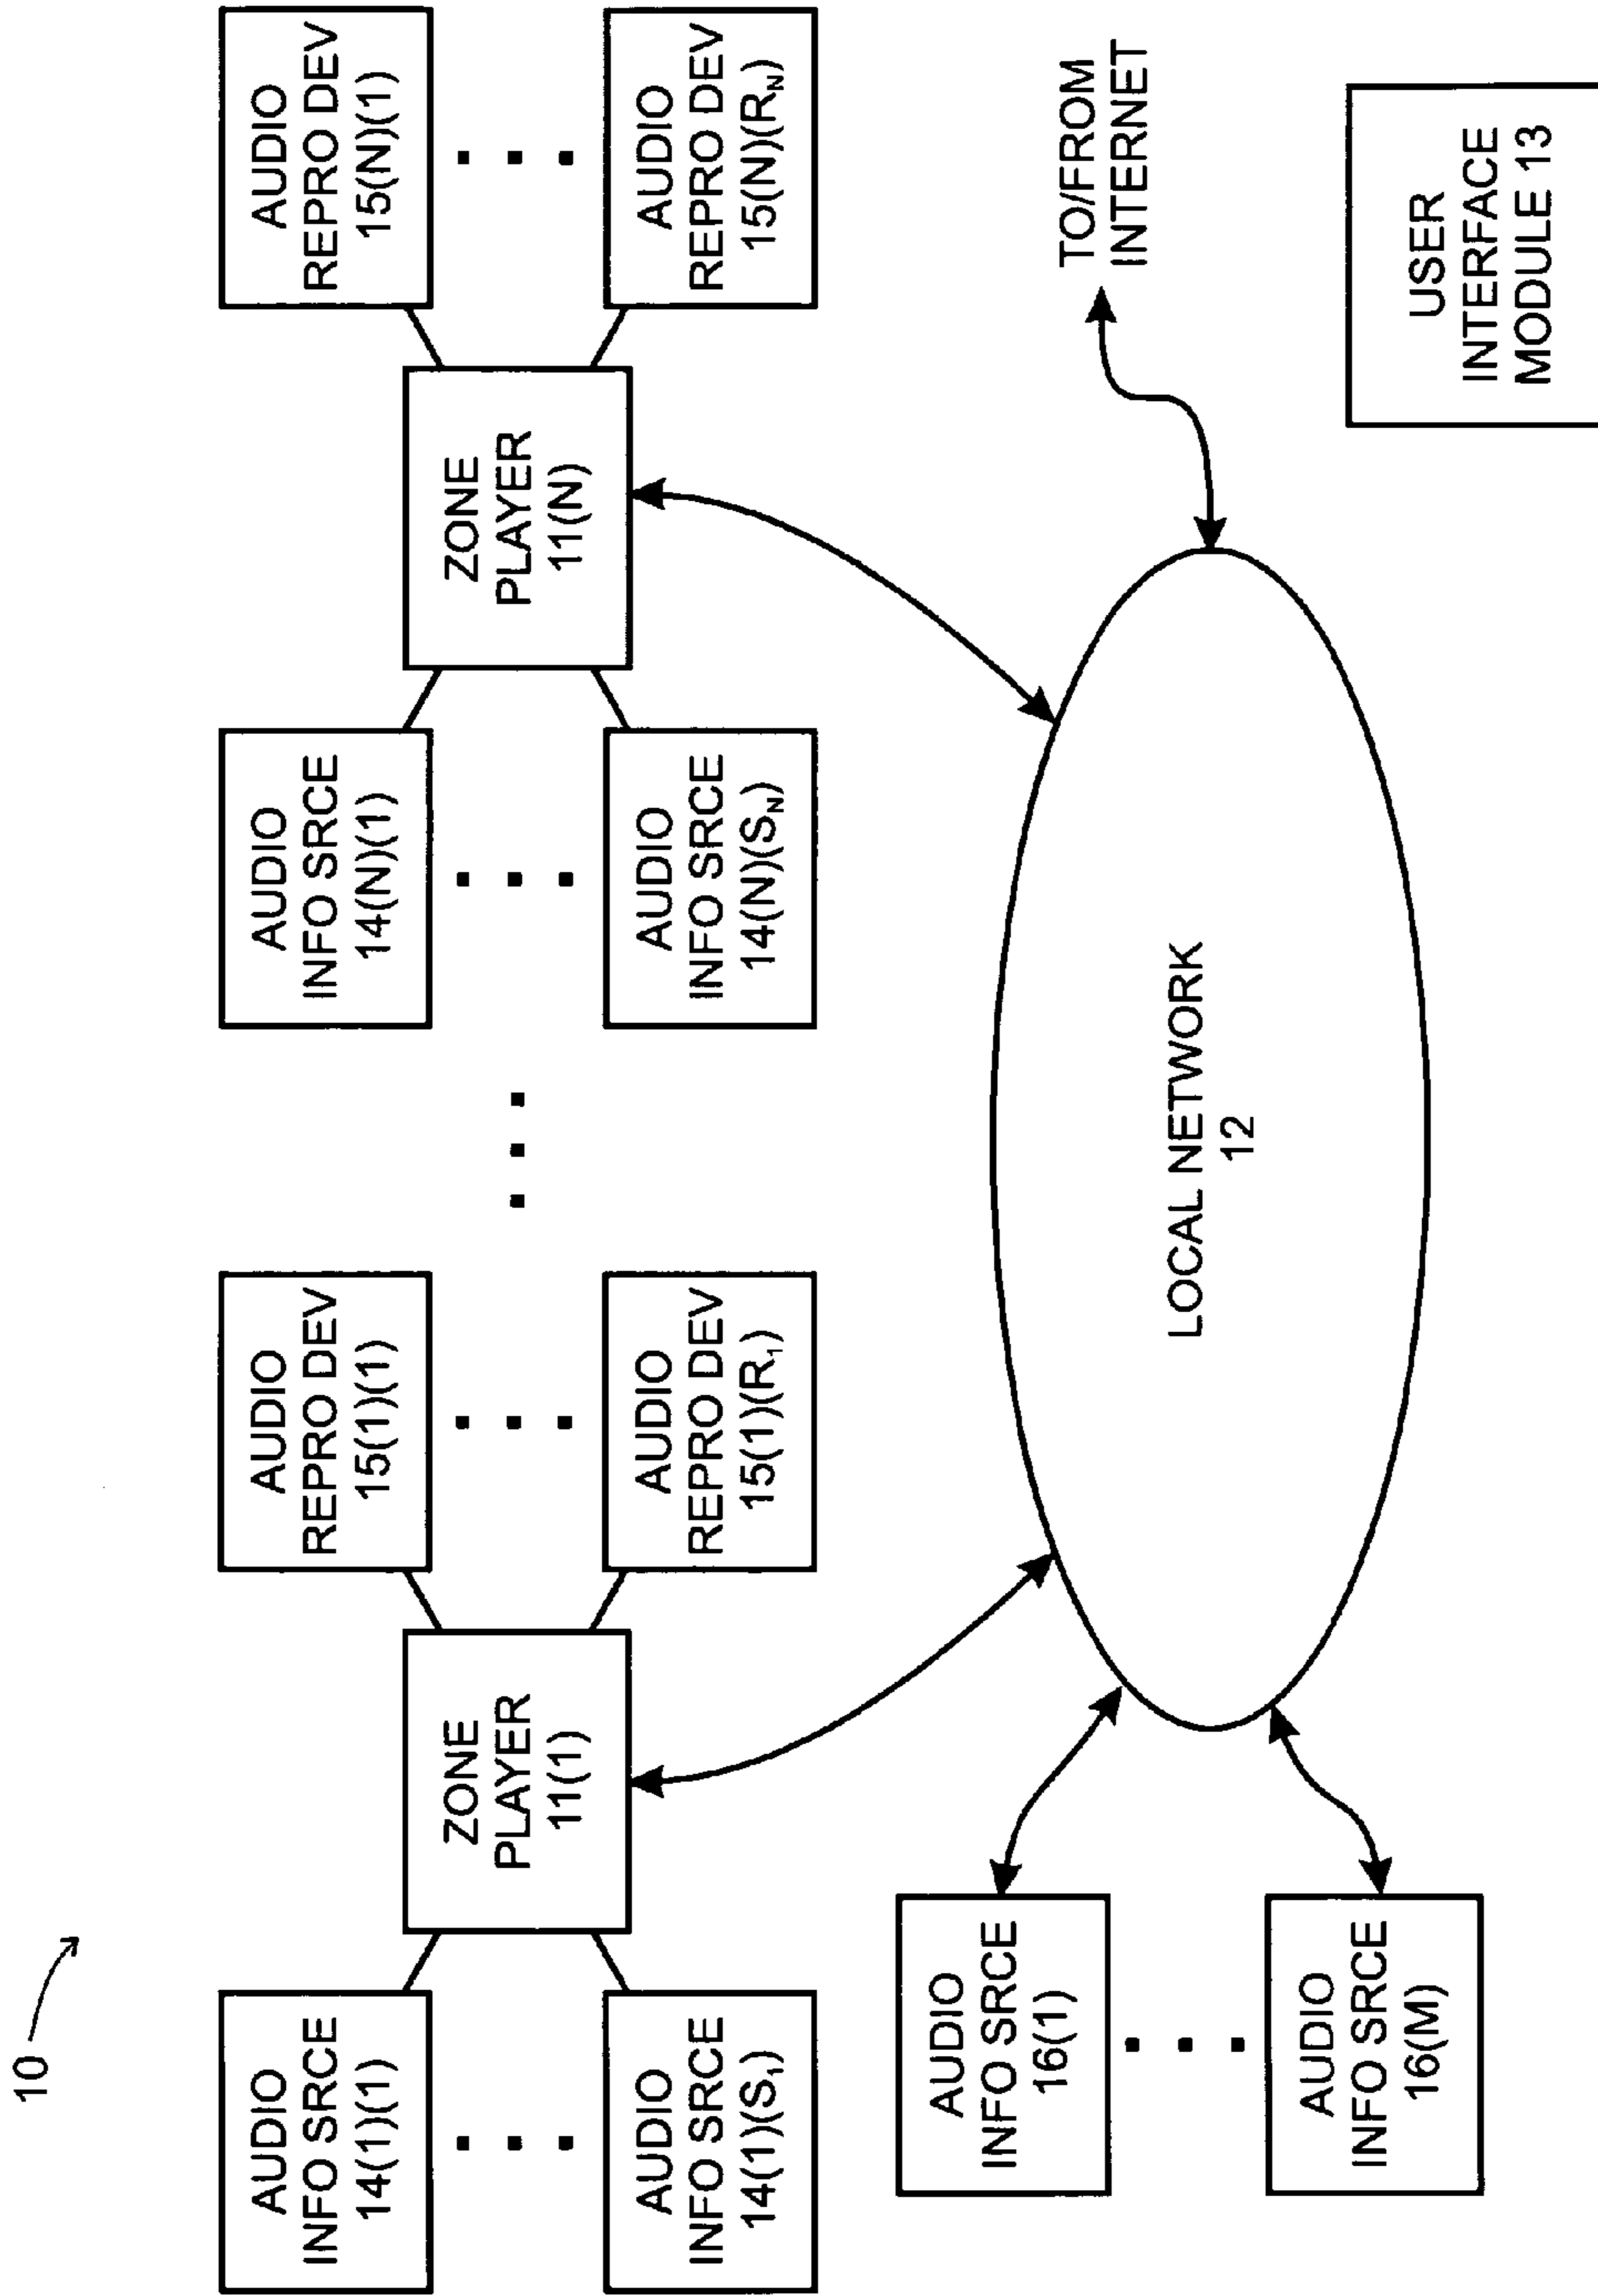 10
AUDIO
INFO SRCE
14(1)(1)
AUDIO
INFO SRCE
14(1)(S₁)
ZONE
PLAYER
11(1)
AUDIO
REPRO DEV
15(1)(1)
AUDIO
REPRO DEV
15(1)(R₁)
AUDIO
INFO SRCE
14(N)(1)
AUDIO
INFO SRCE
14(N)(S_N)
ZONE
PLAYER
11(N)
AUDIO
REPRO DEV
15(N)(1)
AUDIO
REPRO DEV
15(N)(R_N)
AUDIO
INFO SRCE
16(1)
AUDIO
INFO SRCE
16(M)
LOCAL NETWORK
12
TO/FROM
INTERNET
USER
INTERFACE
MODULE 13